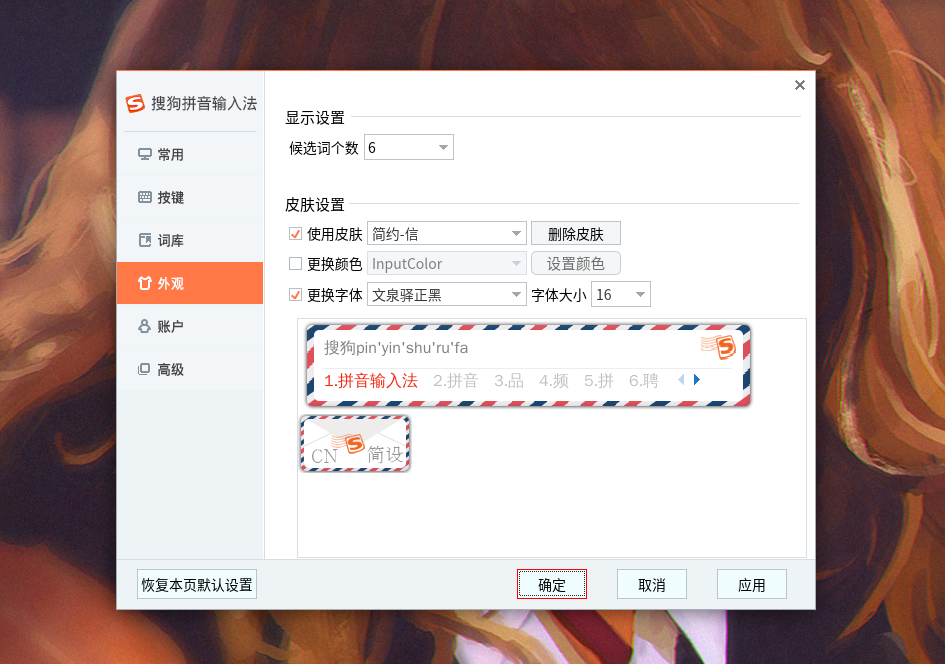 搜狗拼音输入法
常用
按键
词库
外观
账户
高级
显示设置
候选词个数 6
皮肤设置
使用皮肤 简约-信 删除皮肤
更换颜色 InputColor 设置颜色
更换字体 文泉驿正黑 字体大小 16
搜狗pin'yin'shu'ru'fa
1.拼音输入法 2.拼音 3.品 4.频 5.拼 6.聘
CN 简设
恢复本页默认设置 确定 取消 应用